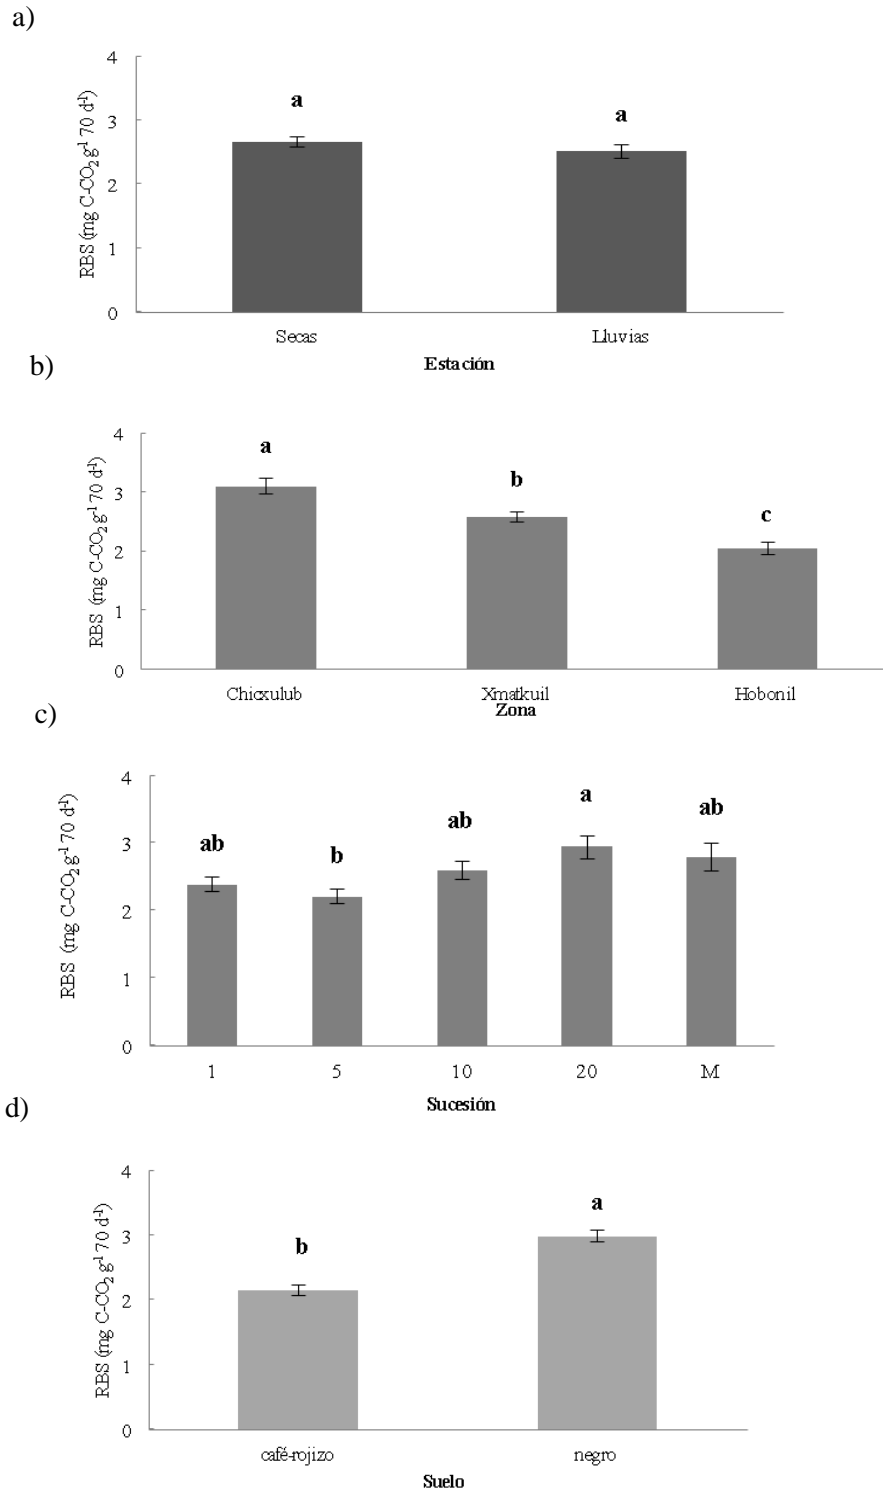 a)
RBS (mg C-CO₂ g⁻¹ 70 d⁻¹)
4
3
2
1
0
a
a
Secas
Lluvias
Estación
b)
RBS (mg C-CO₂ g⁻¹ 70 d⁻¹)
4
3
2
1
0
a
b
c
Chicxulub
Xmatkuil
Hobonil
Zona
c)
RBS (mg C-CO₂ g⁻¹ 70 d⁻¹)
4
3
2
1
0
ab
b
ab
a
ab
1
5
10
20
M
Sucesión
d)
RBS (mg C-CO₂ g⁻¹ 70 d⁻¹)
4
3
2
1
0
b
a
café-rojizo
negro
Suelo